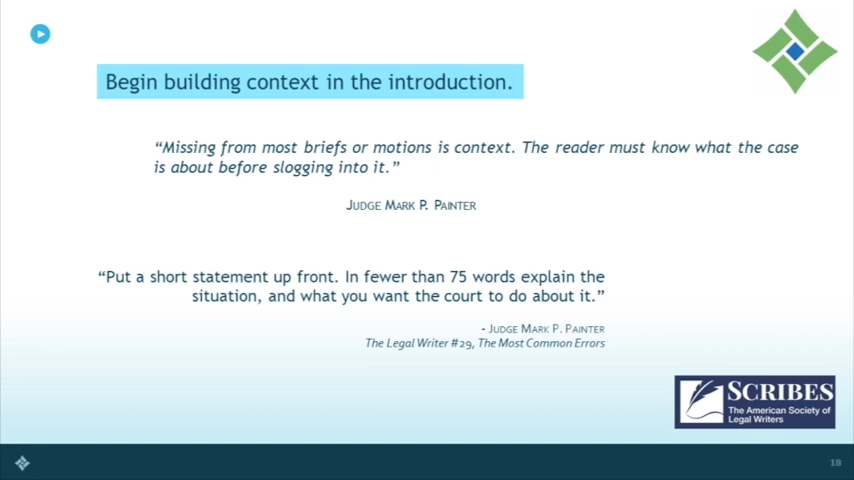 Begin building context in the introduction.
“Missing from most briefs or motions is context. The reader must know what the case
is about before slogging into it.”
JUDGE MARK P. PAINTER
“Put a short statement up front. In fewer than 75 words explain the
situation, and what you want the court to do about it.”
- JUDGE MARK P. PAINTER
The Legal Writer #29, The Most Common Errors
SCRIBES
The American Society of
Legal Writers
18